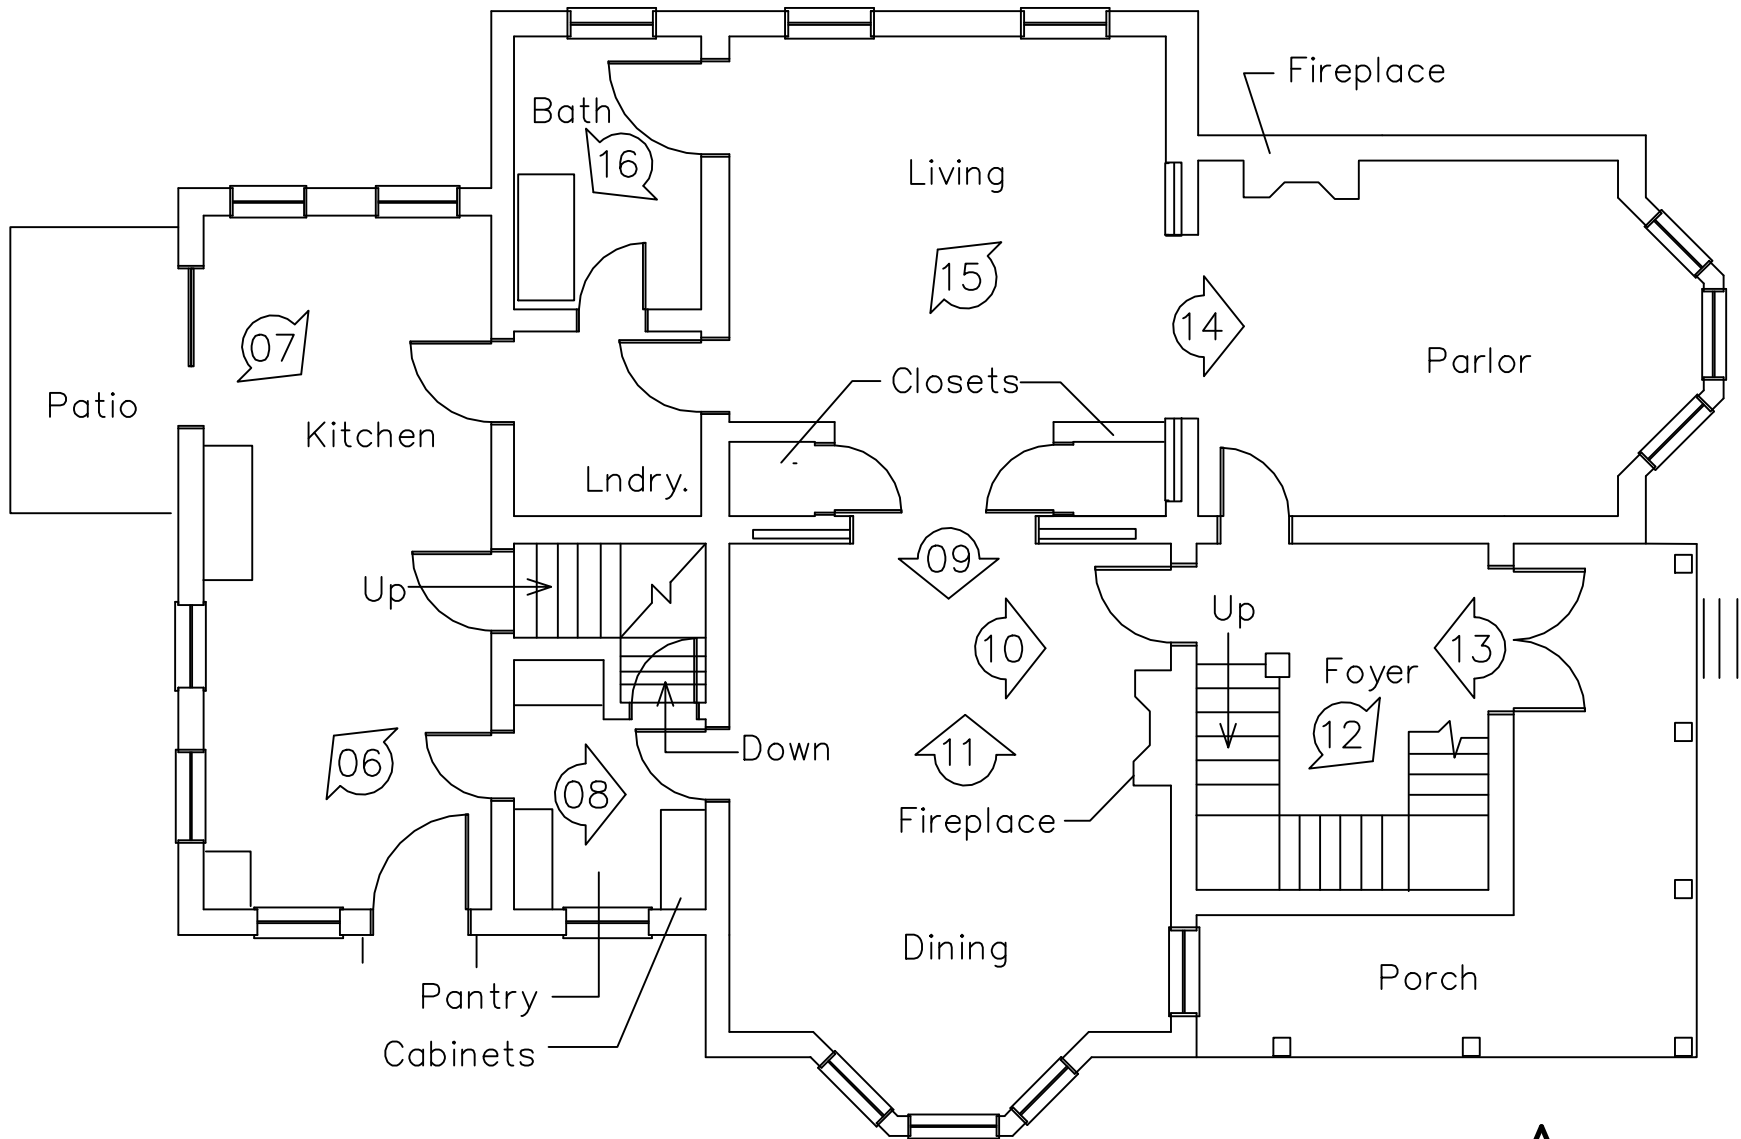 Fireplace
Bath
16
Living
15
07
14
Parlor
Closets
Patio
Kitchen
Lndry.
09
Up
10
Up
13
Foyer
12
11
Down
06
08
Fireplace
Dining
Porch
Pantry
Cabinets